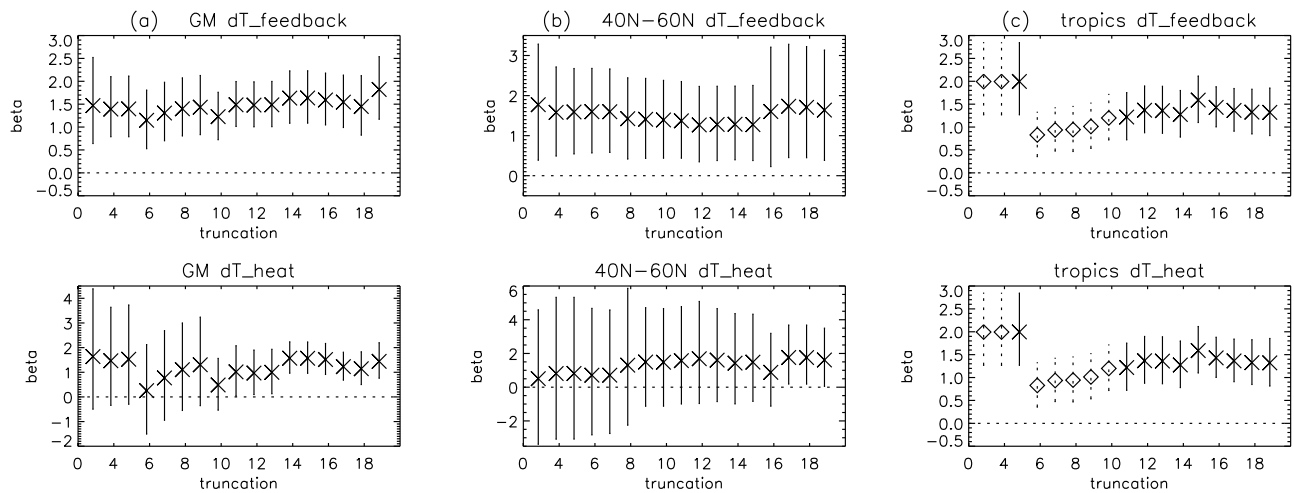 (a) GM dT_feedback
3.0
2.5
2.0
1.5
1.0
0.5
0.0
−0.5
beta
0 2 4 6 8 10 12 14 16 18
truncation
(b) 40N−60N dT_feedback
3
2
1
0
beta
0 2 4 6 8 10 12 14 16 18
truncation
(c) tropics dT_feedback
3.0
2.5
2.0
1.5
1.0
0.5
0.0
−0.5
beta
0 4 6 8 10 12 14 16 18
truncation
GM dT_heat
4
3
2
1
0
−1
−2
beta
0 4 6 8 10 12 14 16 18
truncation
40N−60N dT_heat
6
4
2
0
−2
beta
0 4 6 8 10 12 14 16 18
truncation
tropics dT_heat
3.0
2.5
2.0
1.5
1.0
0.5
0.0
−0.5
beta
0 4 6 8 10 12 14 16 18
truncation